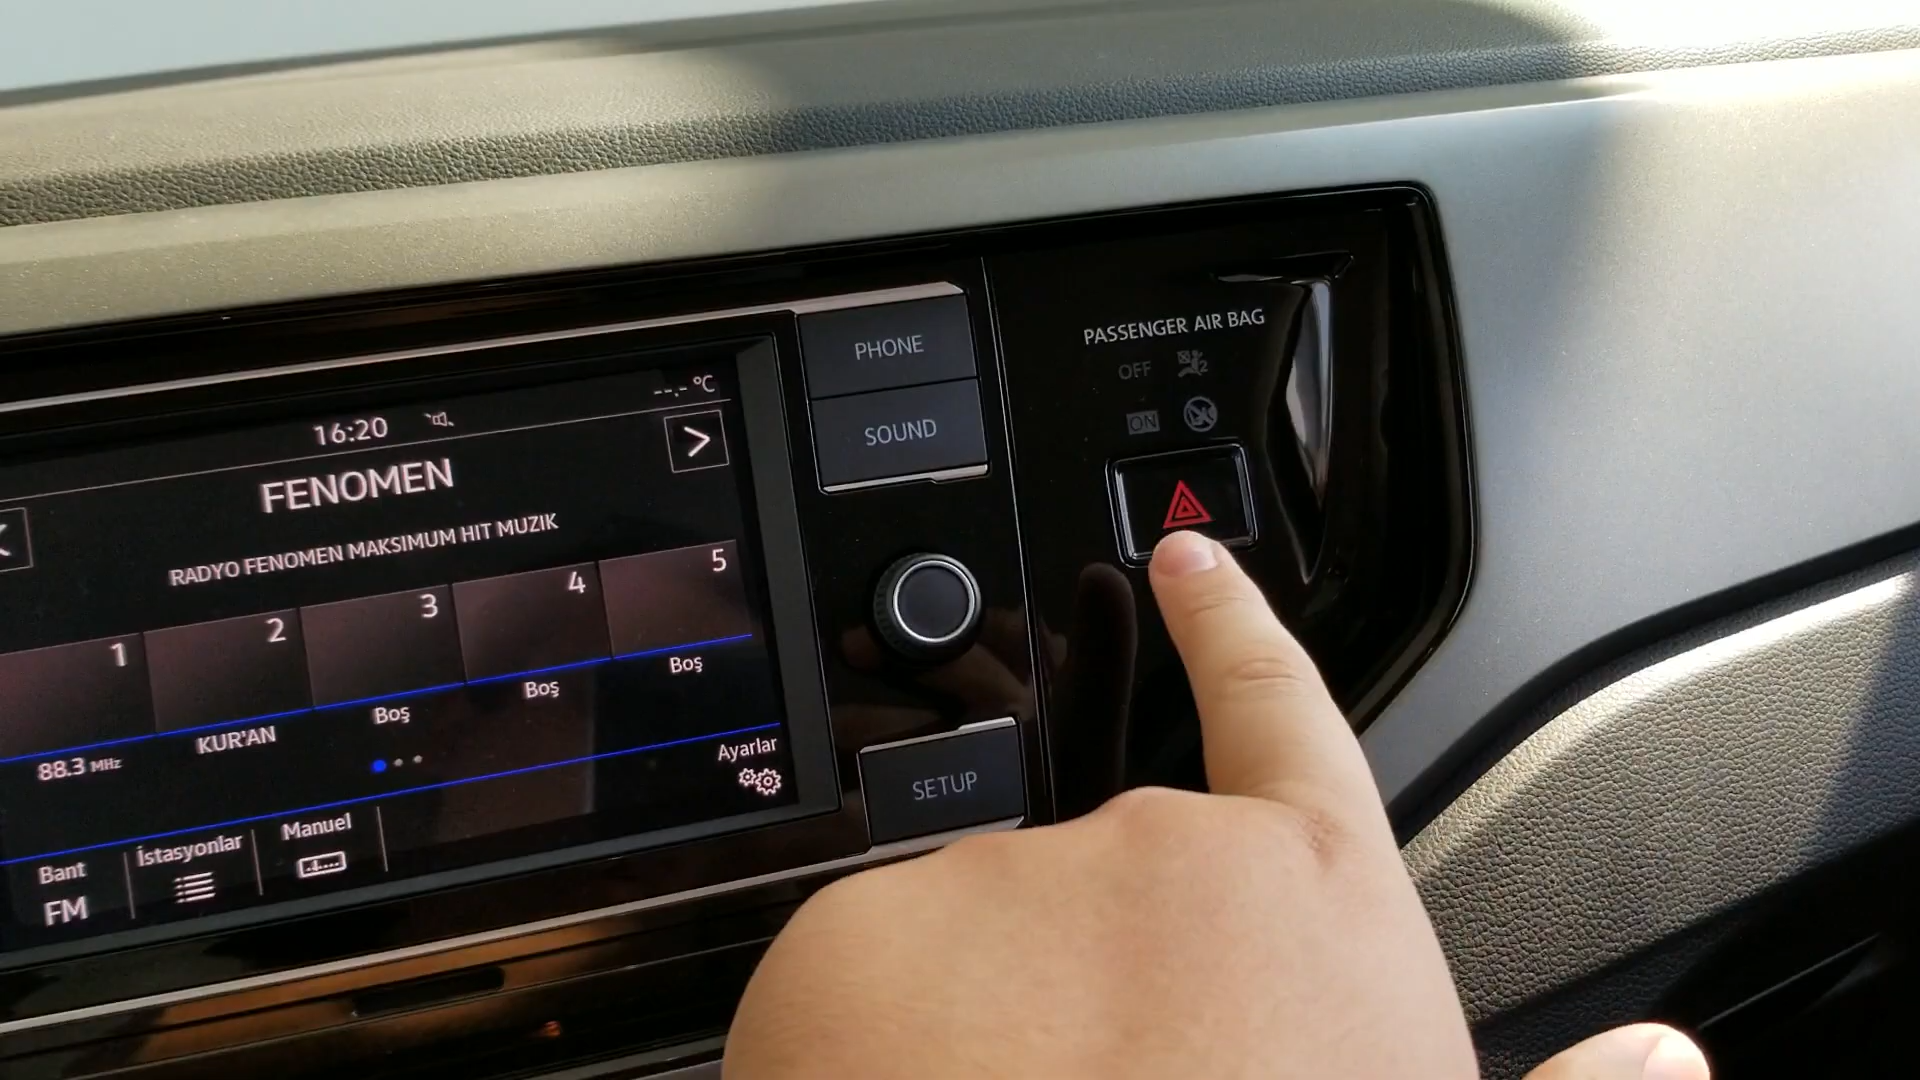 16:20
--,- °C
FENOMEN
RADYO FENOMEN MAKSIMUM HIT MUZIK
1 2 3 4 5
88.3 MHz
KUR'AN
Boş
Boş
Boş
Ayarlar
Bant
FM
İstasyonlar
Manuel
PHONE
SOUND
SETUP
PASSENGER AIR BAG
OFF
2
ON